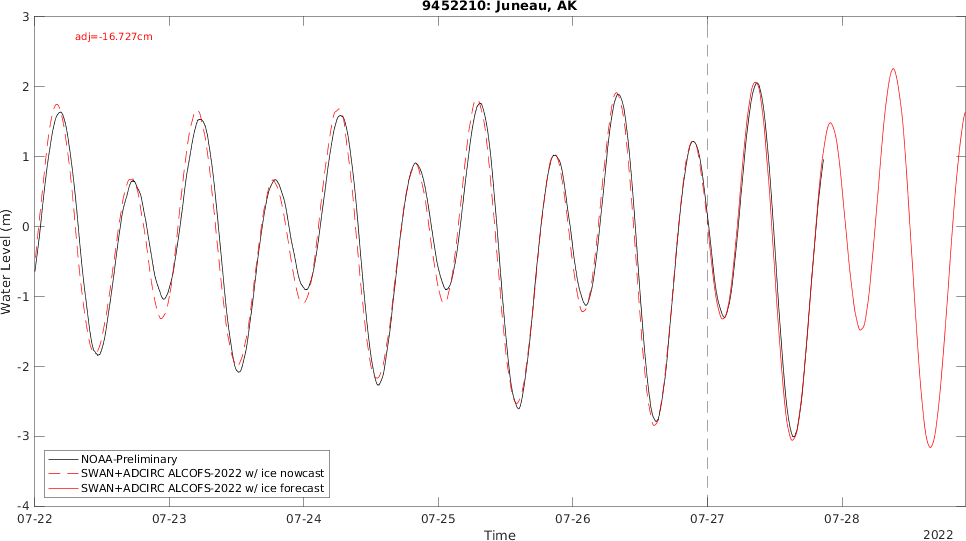 9452210: Juneau, AK
adj=-16.727cm
3
2
1
0
-1
-2
-3
-4
Water Level (m)
NOAA-Preliminary
SWAN+ADCIRC ALCOFS-2022 w/ ice nowcast
SWAN+ADCIRC ALCOFS-2022 w/ ice forecast
07-22 07-23 07-24 07-25 07-26 07-27 07-28
Time
2022